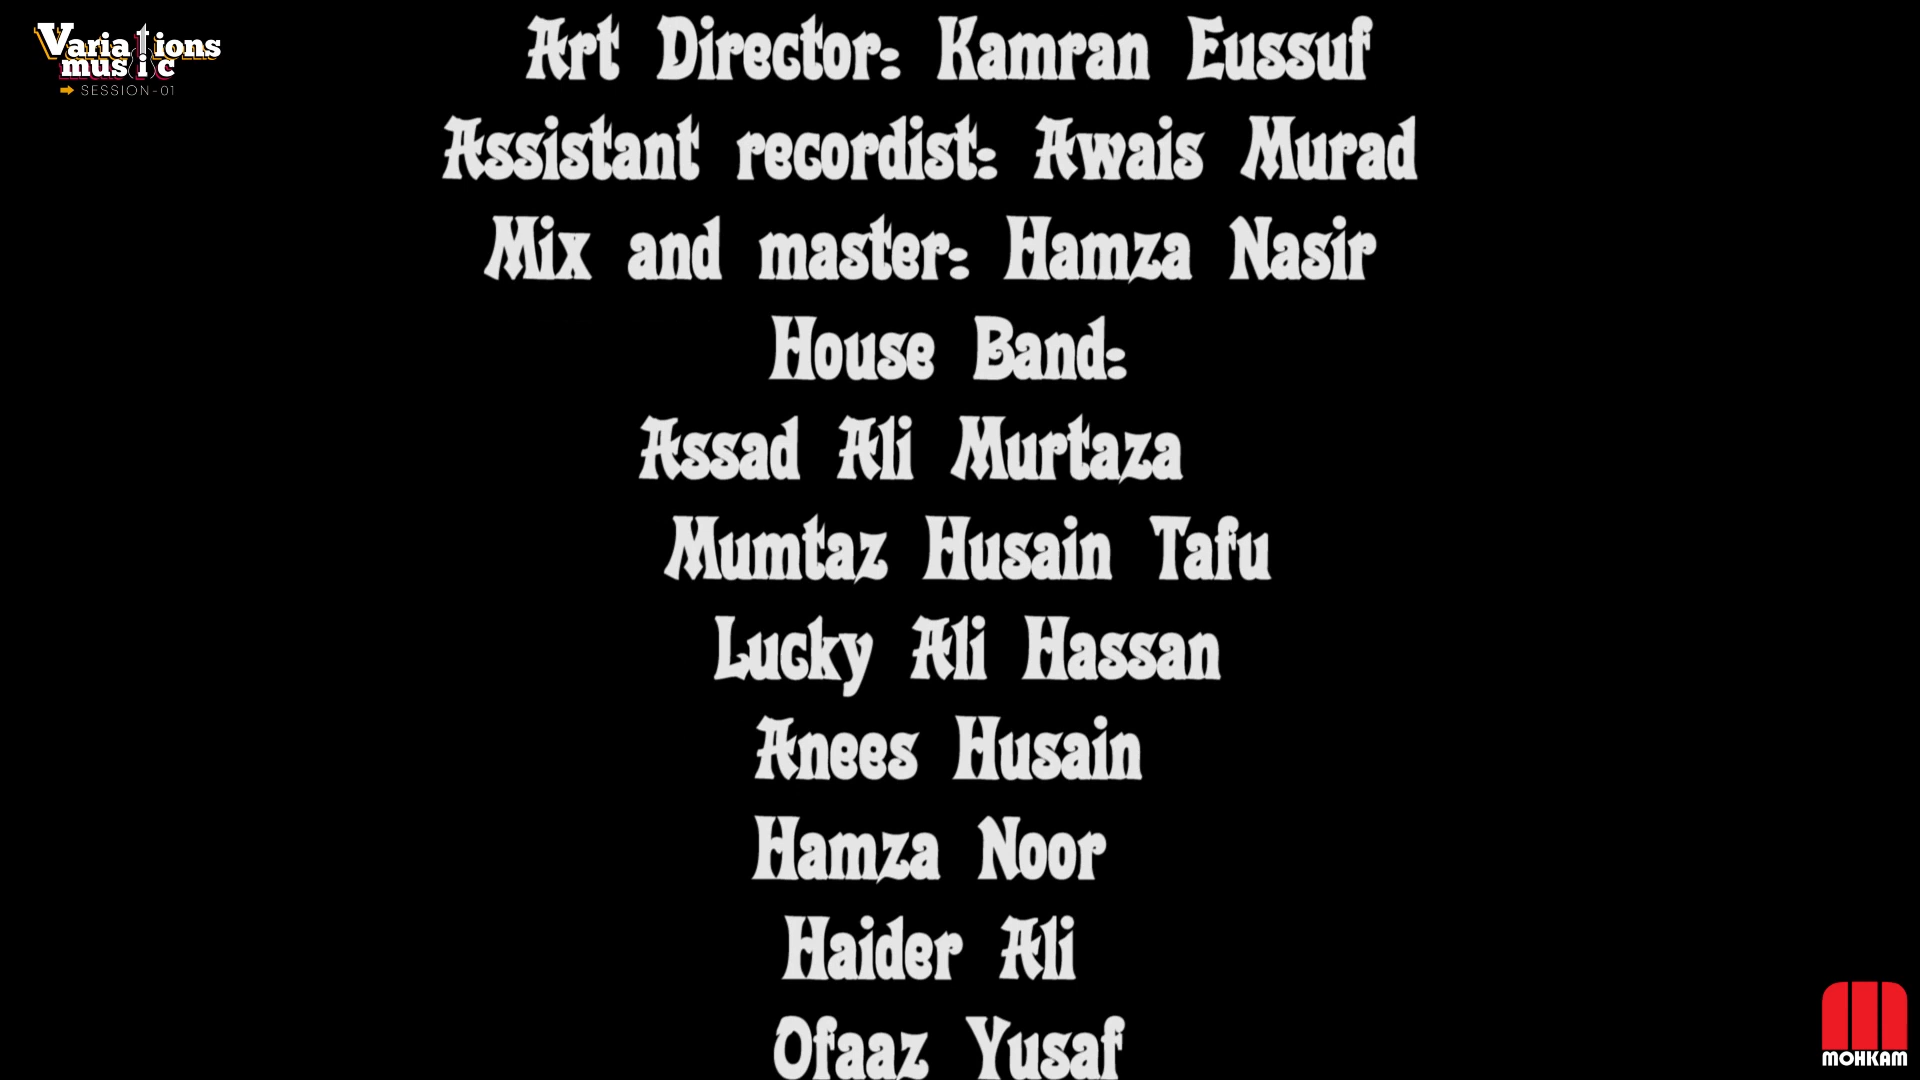 Variations
music
SESSION-01
Art Director: Kamran Eussuf
Assistant recordist: Awais Murad
Mix and master: Hamza Nasir
House Band:
Assad Ali Murtaza
Mumtaz Husain Tafu
Lucky Ali Hassan
Anees Husain
Hamza Noor
Haider Ali
Ofaaz Yusaf
MOHKAM